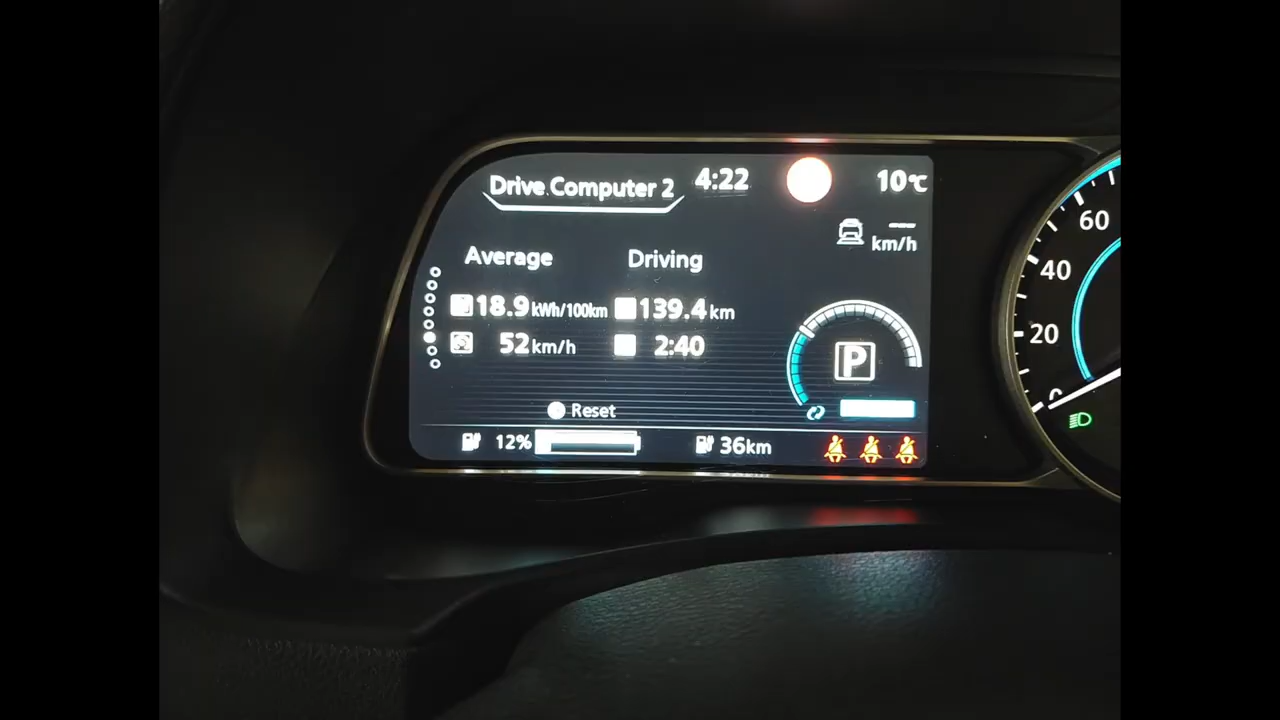 Drive Computer 2 4:22 10℃
--- km/h
Average Driving
18.9 kWh/100km 139.4 km
52 km/h 2:40
P
Reset
12% 36km
60
40
20
0